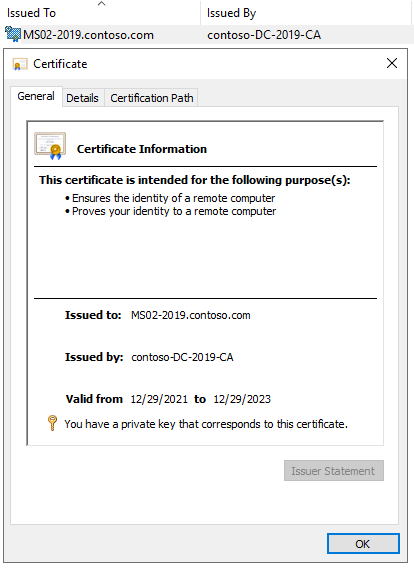 Issued To Issued By
MS02-2019.contoso.com contoso-DC-2019-CA
Certificate
General Details Certification Path
Certificate Information
This certificate is intended for the following purpose(s):
• Ensures the identity of a remote computer
• Proves your identity to a remote computer
Issued to: MS02-2019.contoso.com
Issued by: contoso-DC-2019-CA
Valid from 12/29/2021 to 12/29/2023
You have a private key that corresponds to this certificate.
Issuer Statement
OK